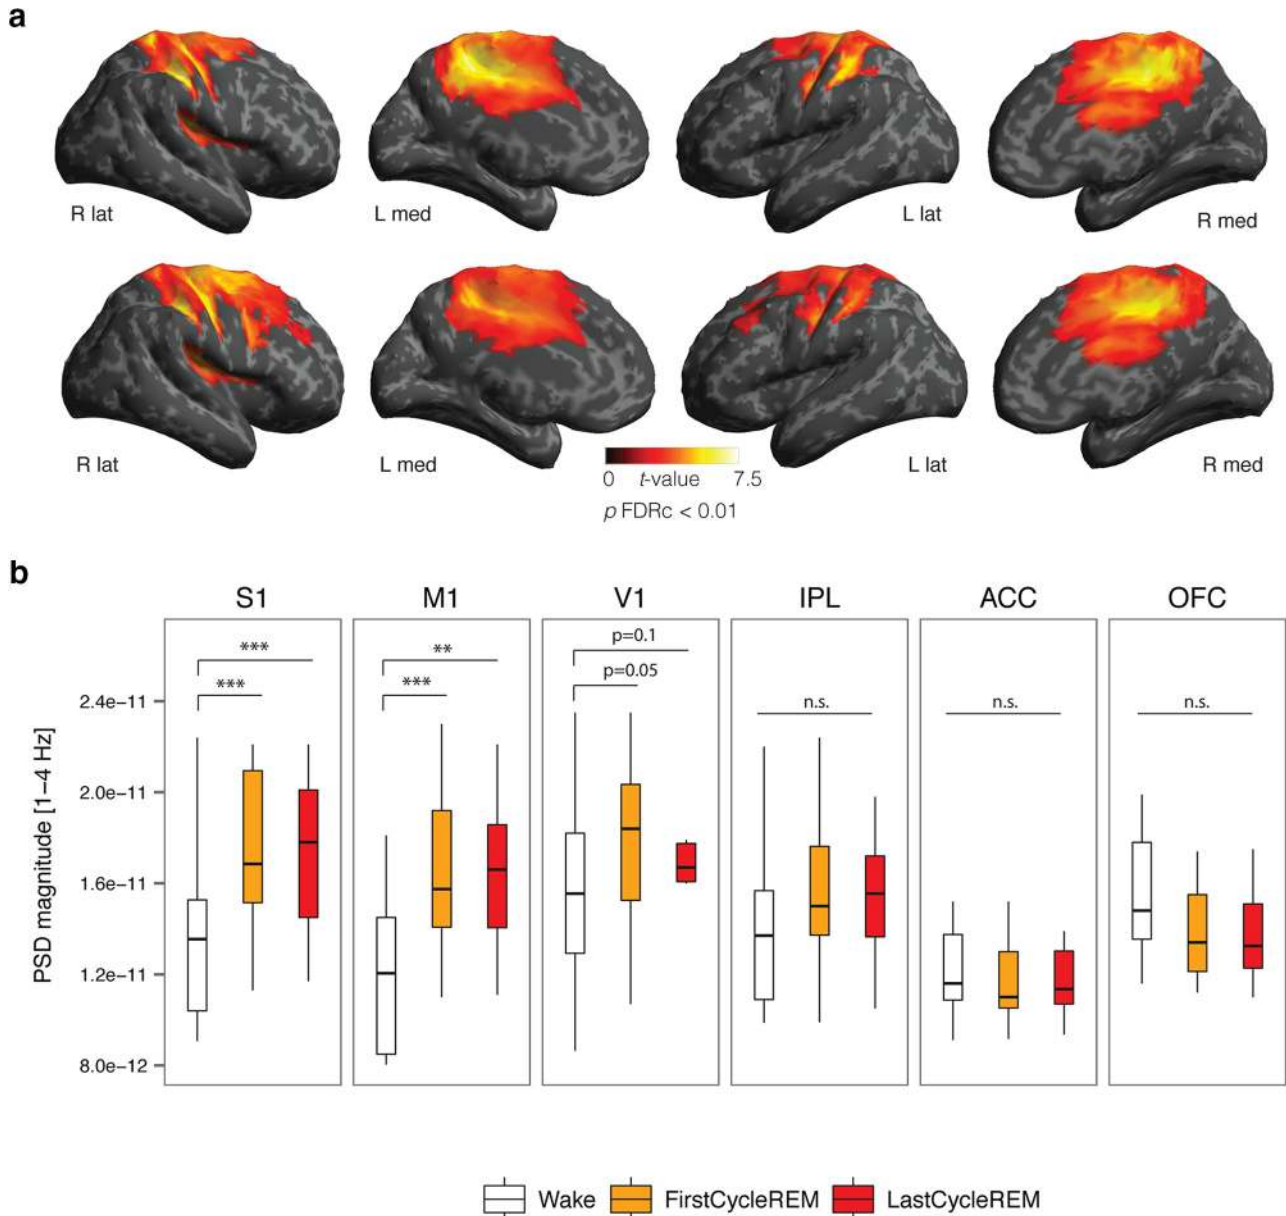 a
R lat L med L lat R med
R lat L med L lat R med
0 t-value 7.5
p FDRc < 0.01
b
S1 M1 V1 IPL ACC OFC
*** ** p=0.1
*** *** p=0.05
n.s. n.s. n.s.
PSD magnitude [1–4 Hz]
2.4e−11
2.0e−11
1.6e−11
1.2e−11
8.0e−12
Wake FirstCycleREM LastCycleREM